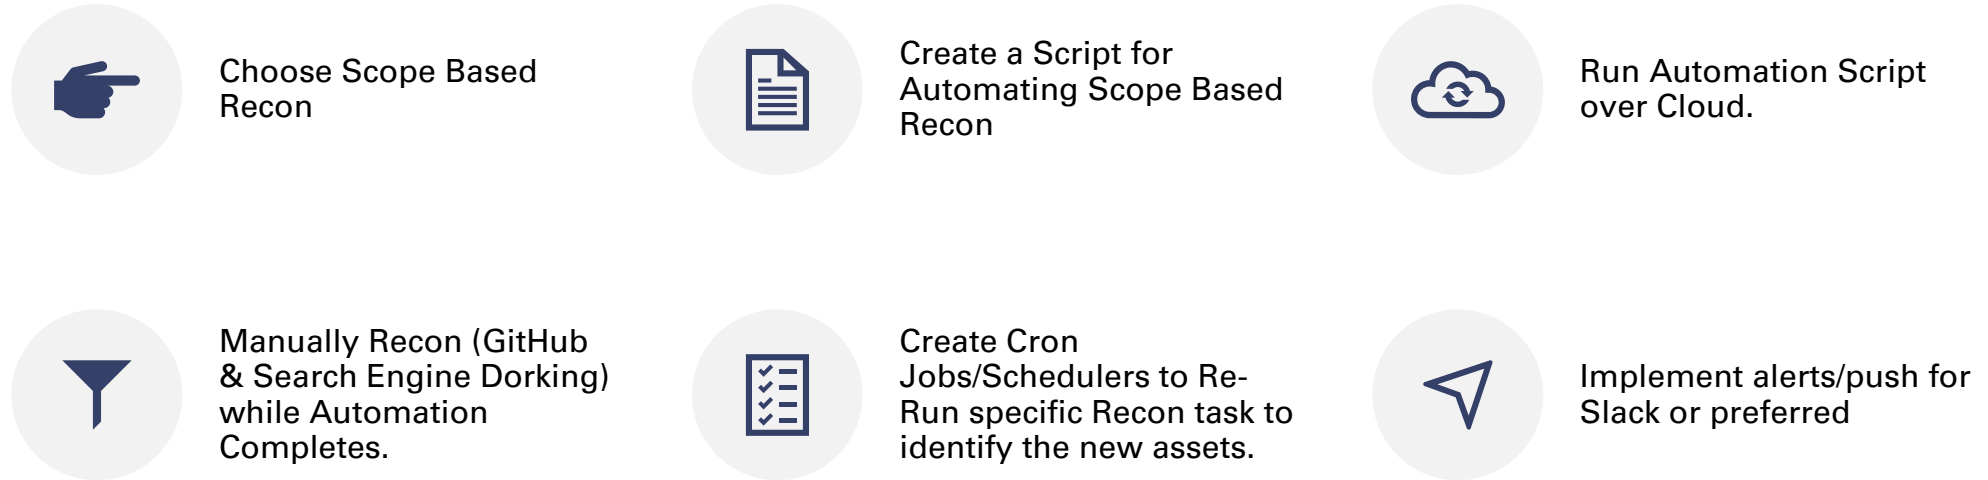 Choose Scope Based
Recon
Create a Script for
Automating Scope Based
Recon
Run Automation Script
over Cloud.
Manually Recon (GitHub
& Search Engine Dorking)
while Automation
Completes.
Create Cron
Jobs/Schedulers to Re-
Run specific Recon task to
identify the new assets.
Implement alerts/push for
Slack or preferred